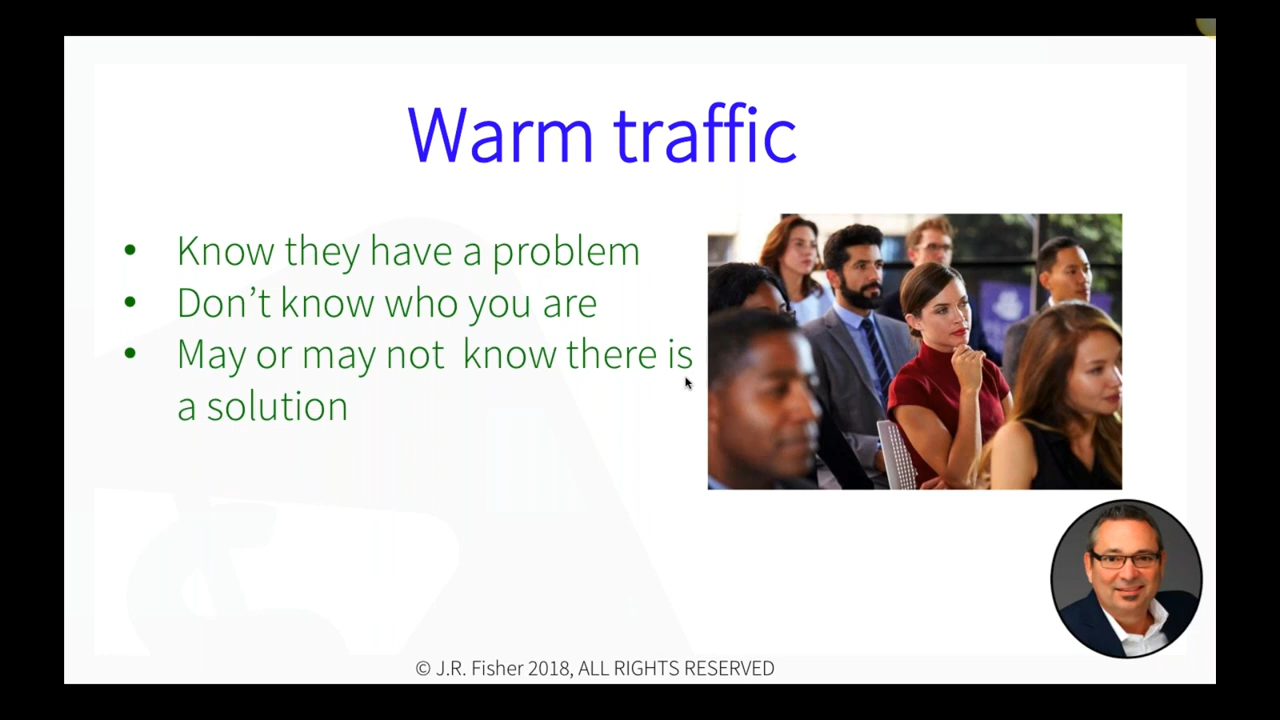 Warm traffic
• Know they have a problem
• Don’t know who you are
• May or may not  know there is
a solution
© J.R. Fisher 2018, ALL RIGHTS RESERVED